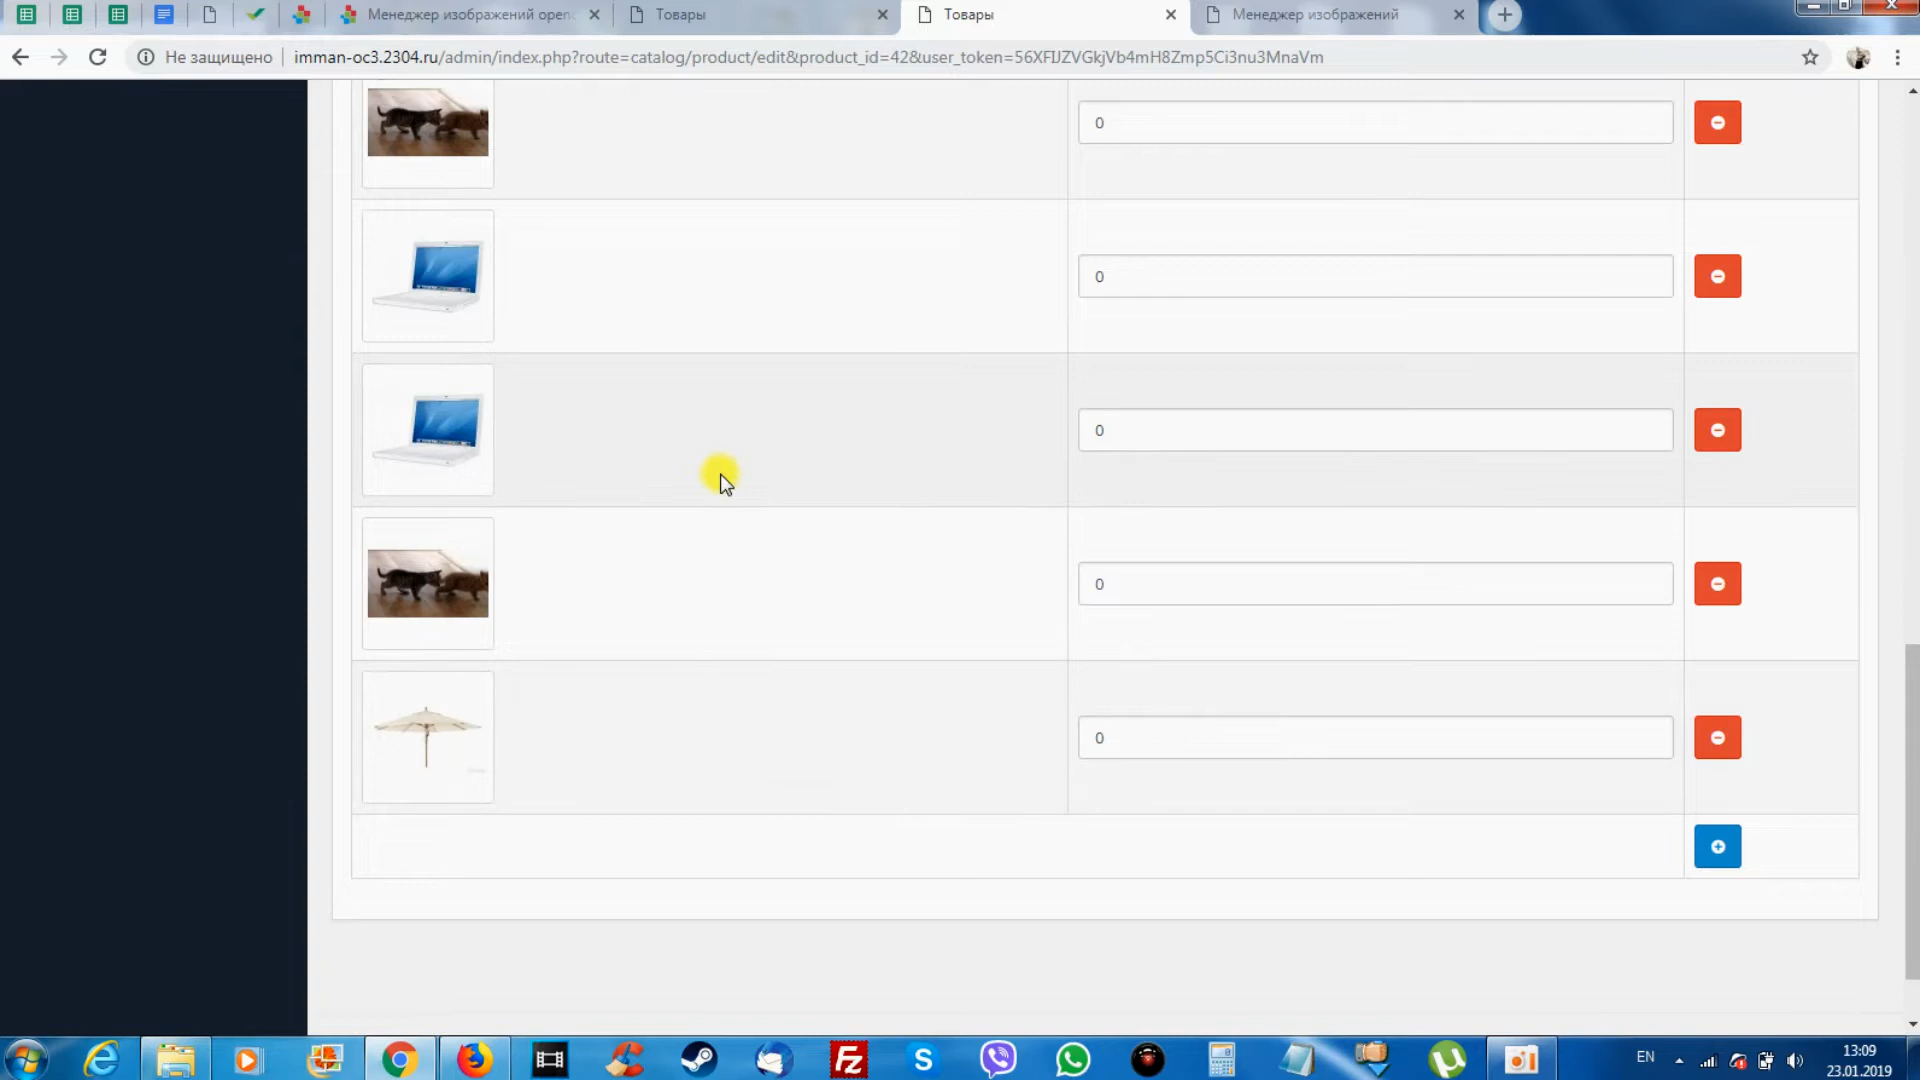 Менеджер изображений openc
Товары
Товары
Менеджер изображений
Не защищено
imman-oc3.2304.ru/admin/index.php?route=catalog/product/edit&product_id=42&user_token=56XFIJZVGkjVb4mH8Zmp5Ci3nu3MnaVm
0
0
0
0
0
EN
13:09
23.01.2019